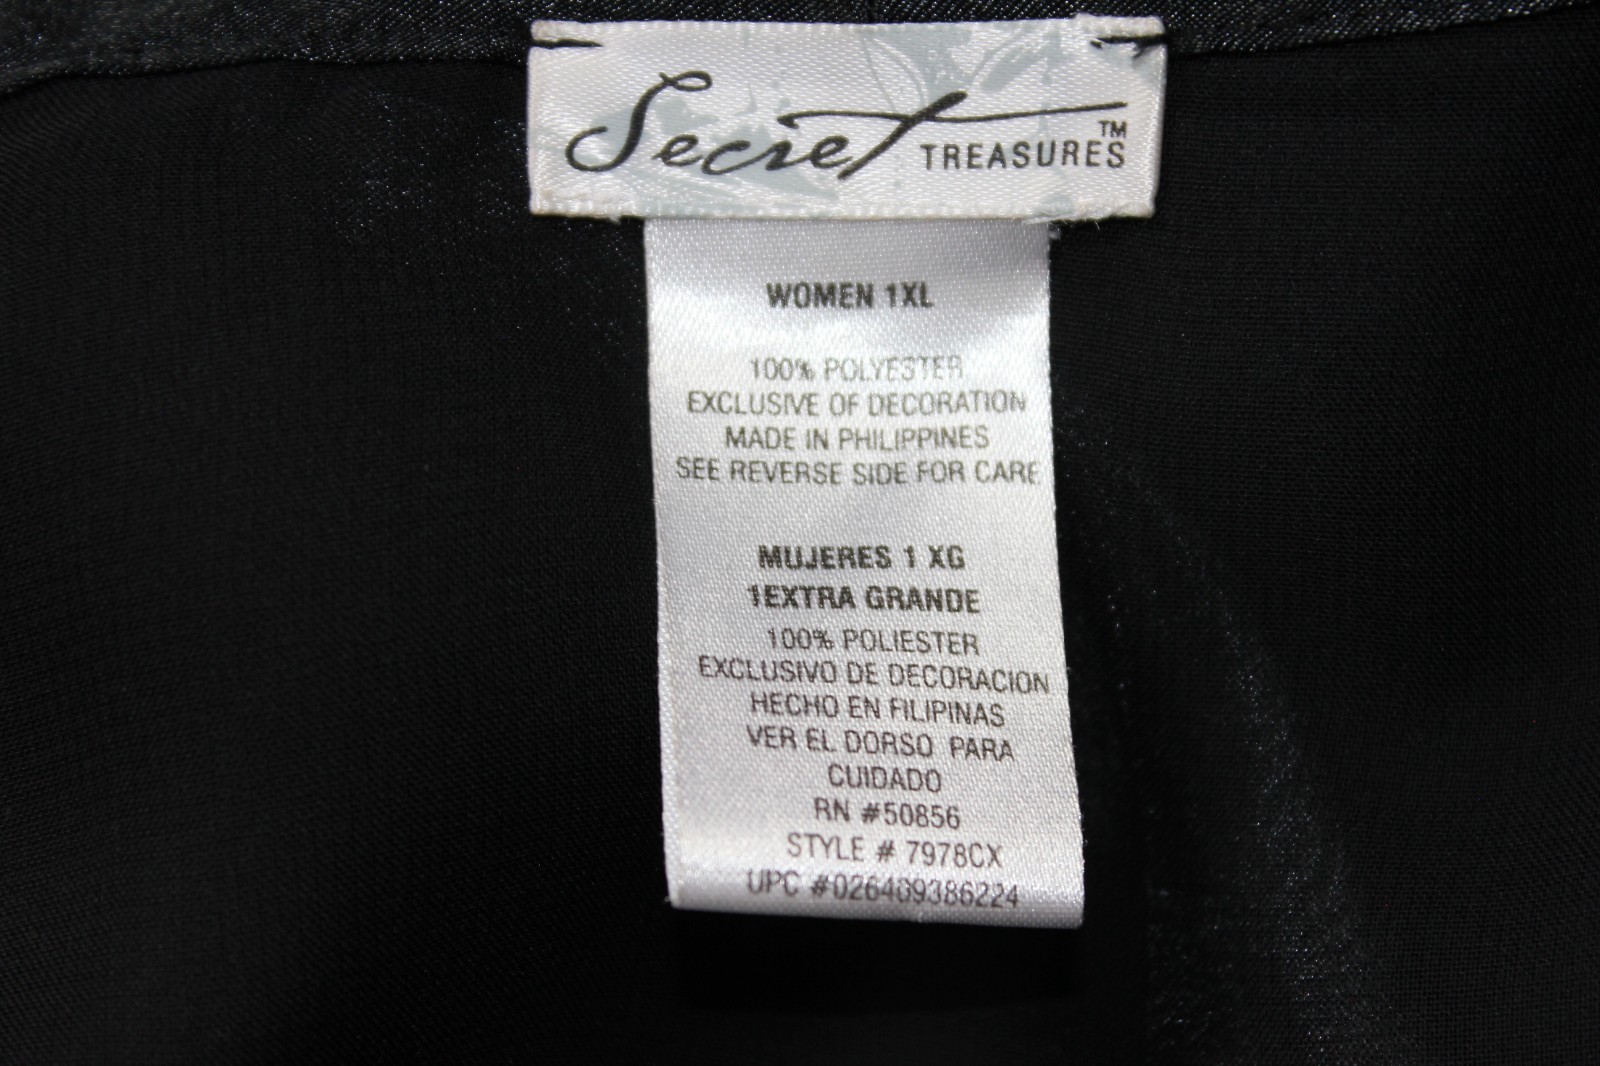 Secret TREASURES™
WOMEN 1XL
100% POLYESTER
EXCLUSIVE OF DECORATION
MADE IN PHILIPPINES
SEE REVERSE SIDE FOR CARE
MUJERES 1 XG
1EXTRA GRANDE
100% POLIESTER
EXCLUSIVO DE DECORACION
HECHO EN FILIPINAS
VER EL DORSO PARA
CUIDADO
RN #50856
STYLE # 7978CX
UPC #026409386224